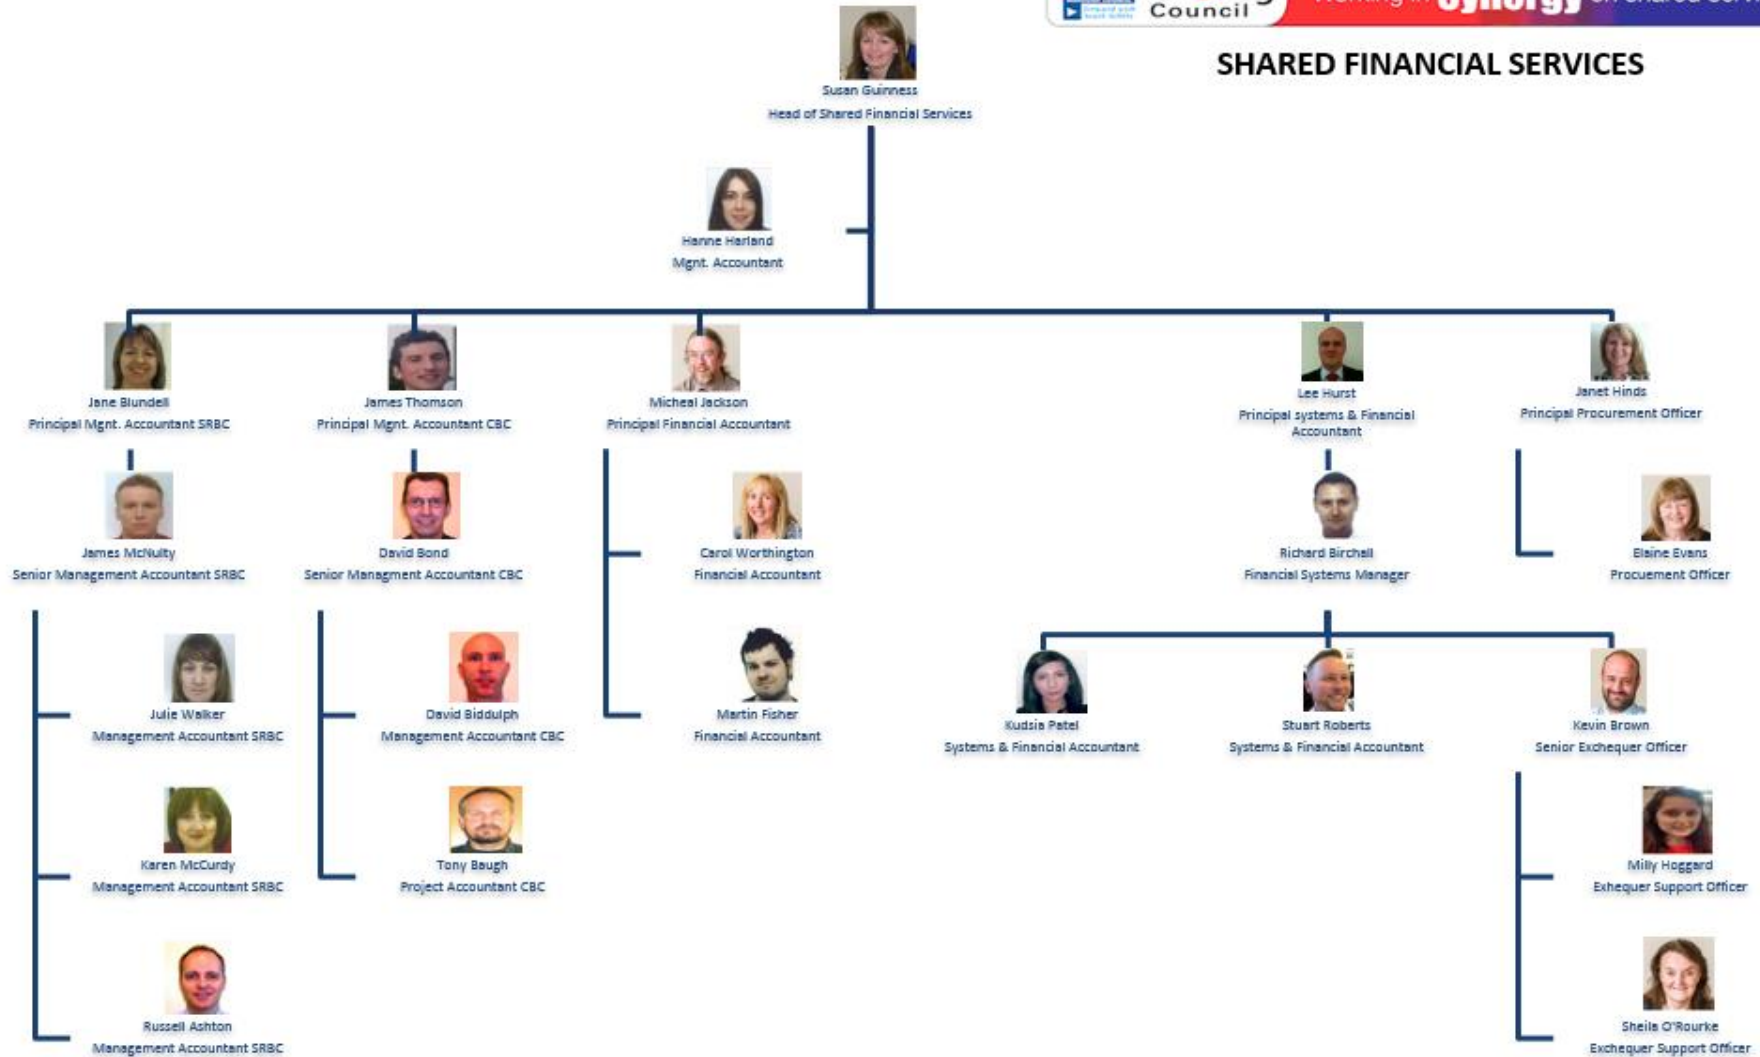 Council
Working in Synergy on Shared
SHARED FINANCIAL SERVICES
Susan Guinness
Head of Shared Financial Services
Hanne Harland
Mgnt. Accountant
Jane Blundell
Principal Mgnt. Accountant SRBC
James Thomson
Principal Mgnt. Accountant CBC
Micheal Jackson
Principal Financial Accountant
Lee Hurst
Principal systems & Financial
Accountant
Janet Hinds
Principal Procurement Officer
James McNulty
Senior Management Accountant SRBC
David Bond
Senior Managment Accountant CBC
Carol Worthington
Financial Accountant
Richard Birchall
Financial Systems Manager
Elaine Evans
Procuement Officer
Julie Walker
Management Accountant SRBC
David Biddulph
Management Accountant CBC
Martin Fisher
Financial Accountant
Kudsia Patel
Systems & Financial Accountant
Stuart Roberts
Systems & Financial Accountant
Kevin Brown
Senior Exchequer Officer
Karen McCurdy
Management Accountant SRBC
Tony Baugh
Project Accountant CBC
Milly Hoggard
Exhequer Support Officer
Russell Ashton
Management Accountant SRBC
Sheila O'Rourke
Exchequer Support Officer